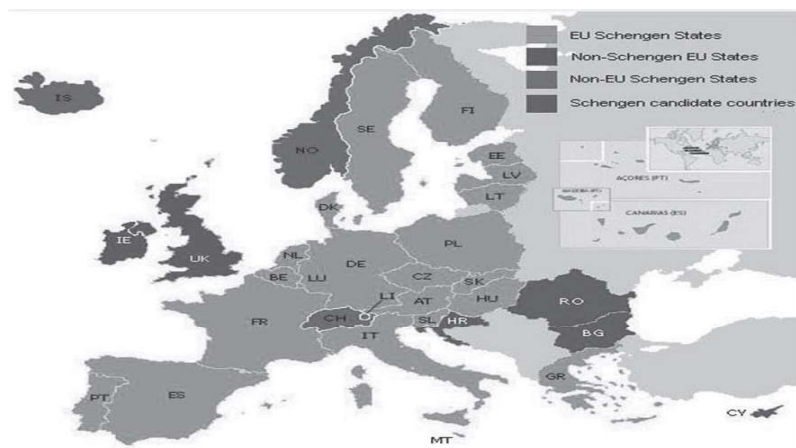 EU Schengen States
Non-Schengen EU States
Non-EU Schengen States
Schengen candidate countries
IS
FI
SE
NO
EE
LV
AÇORES (PT)
LT
DK
MADEIRA (PT)
CANARIAS (ES)
IE
UK
NL
PL
DE
BE
LU
CZ
SK
LI
AT
HU
RO
FR
CH
SL
HR
BG
IT
GR
PT
ES
CY
MT